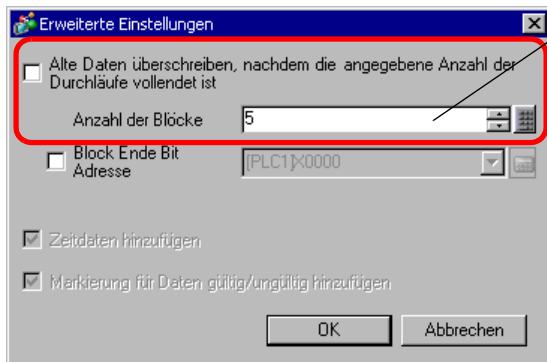 Erweiterte Einstellungen
Alte Daten überschreiben, nachdem die angegebene Anzahl der
Durchläufe vollendet ist
Anzahl der Blöcke 5
Block Ende Bit
Adresse
[PLC1]X0000
Zeitdaten hinzufügen
Markierung für Daten gültig/ungültig hinzufügen
OK Abbrechen